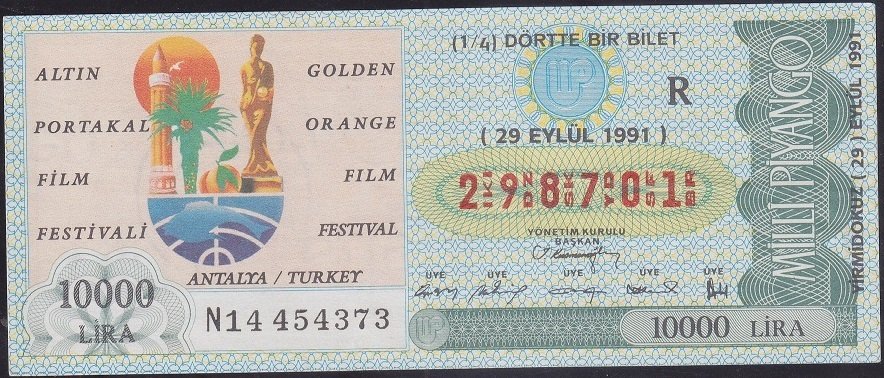 ALTIN
PORTAKAL
FİLM
FESTİVALİ
GOLDEN
ORANGE
FILM
FESTIVAL
ANTALYA / TURKEY
10000
LİRA
N14 454373
(1/4) DÖRTTE BİR BİLET
R
( 29 EYLÜL 1991 )
2 9 8 7 0 1
YÖNETİM KURULU
BAŞKAN
ÜYE ÜYE ÜYE ÜYE ÜYE
10000 LİRA
MİLLİ PİYANGO
YİRMİDOKUZ ( 29 ) EYLÜL 1991